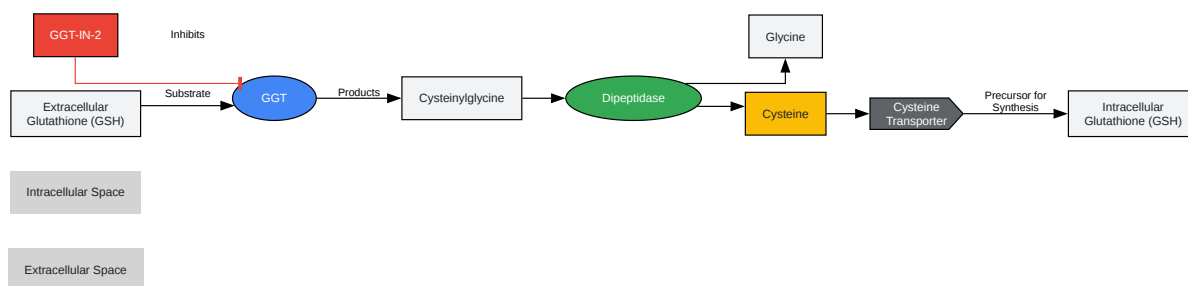 GGT-IN-2
Inhibits
Glycine
Extracellular
Glutathione (GSH)
Substrate
GGT
Products
Cysteinylglycine
Dipeptidase
Cysteine
Cysteine
Transporter
Precursor for
Synthesis
Intracellular
Glutathione (GSH)
Intracellular Space
Extracellular Space